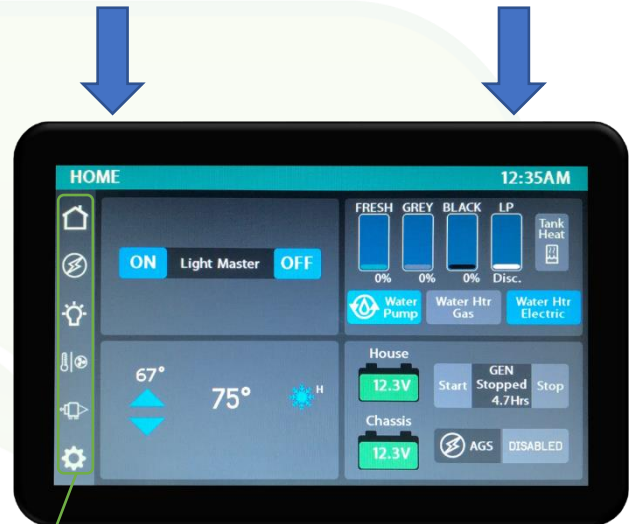 HOME 12:35AM
ON Light Master OFF
FRESH GREY BLACK LP
Tank
Heat
0% 0% 0% Disc.
Water
Pump
Water Htr
Gas
Water Htr
Electric
67°
75°
H
House
12.3V
Chassis
12.3V
Start
GEN
Stopped
4.7Hrs
Stop
AGS DISABLED